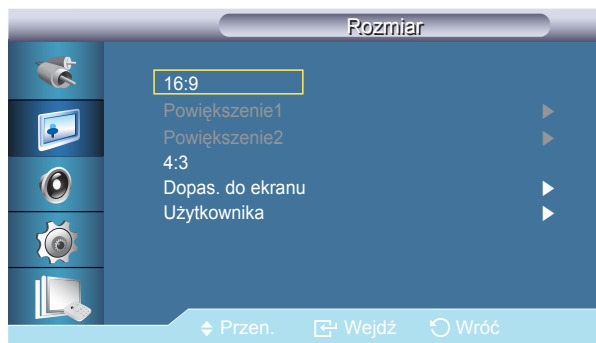 Rozmiar
16:9
Powiększenie1
Powiększenie2
4:3
Dopas. do ekranu
Użytkownika
Przen. Wejdź Wróć